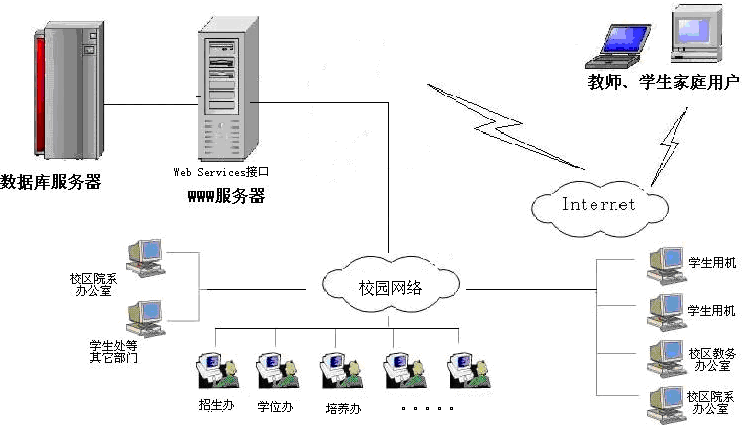 教师、学生家庭用户
数据库服务器
Web Services接口
WWW服务器
Internet
校区院系
办公室
学生处等
其它部门
校园网络
学生用机
学生用机
校区教务
办公室
校区院系
办公室
招生办
学位办
培养办
·····